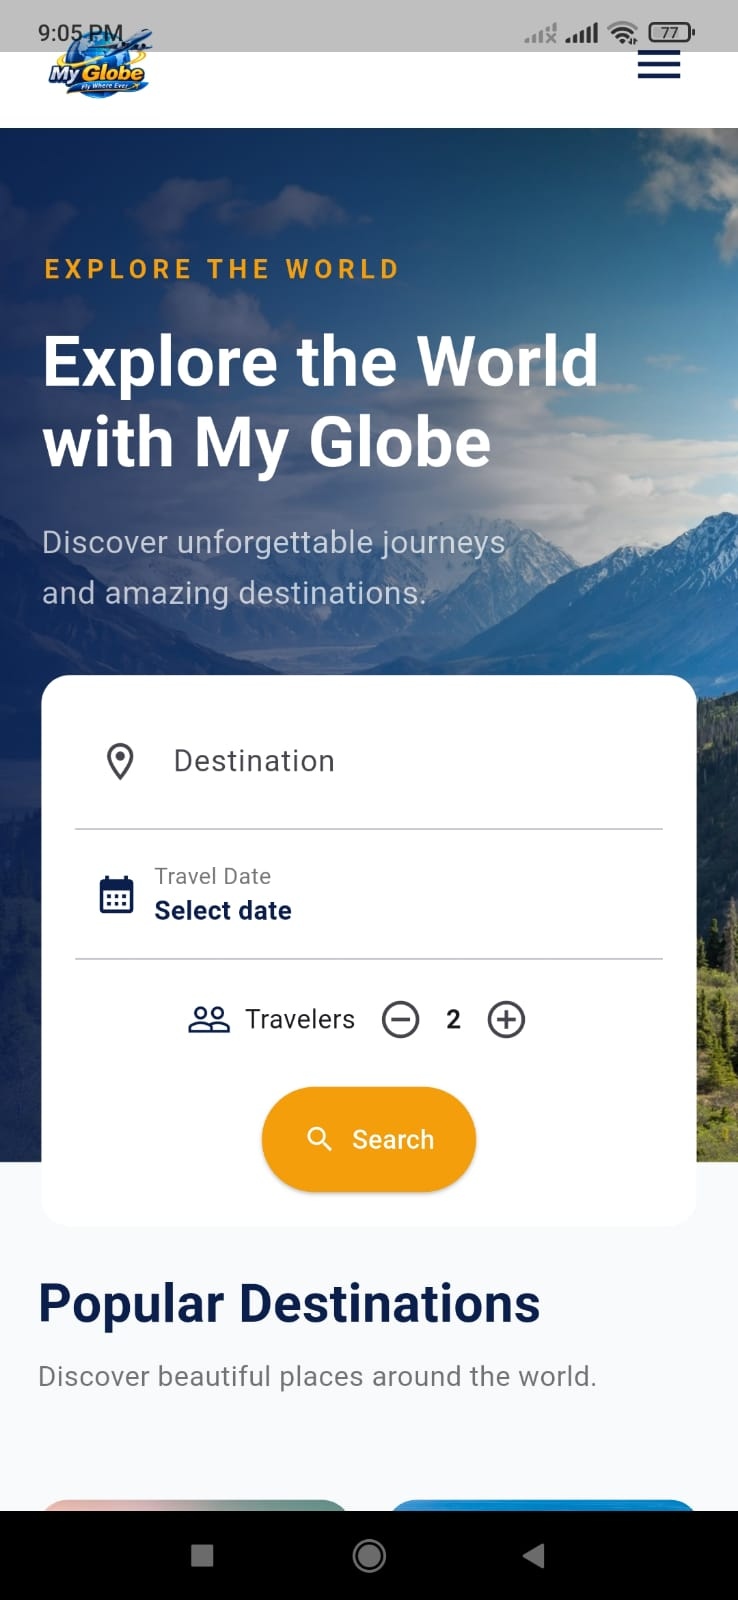 9:05 PM
77
My Globe
Fly Where Ever
EXPLORE THE WORLD
Explore the World
with My Globe
Discover unforgettable journeys
and amazing destinations.
Destination
Travel Date
Select date
Travelers
2
Search
Popular Destinations
Discover beautiful places around the world.